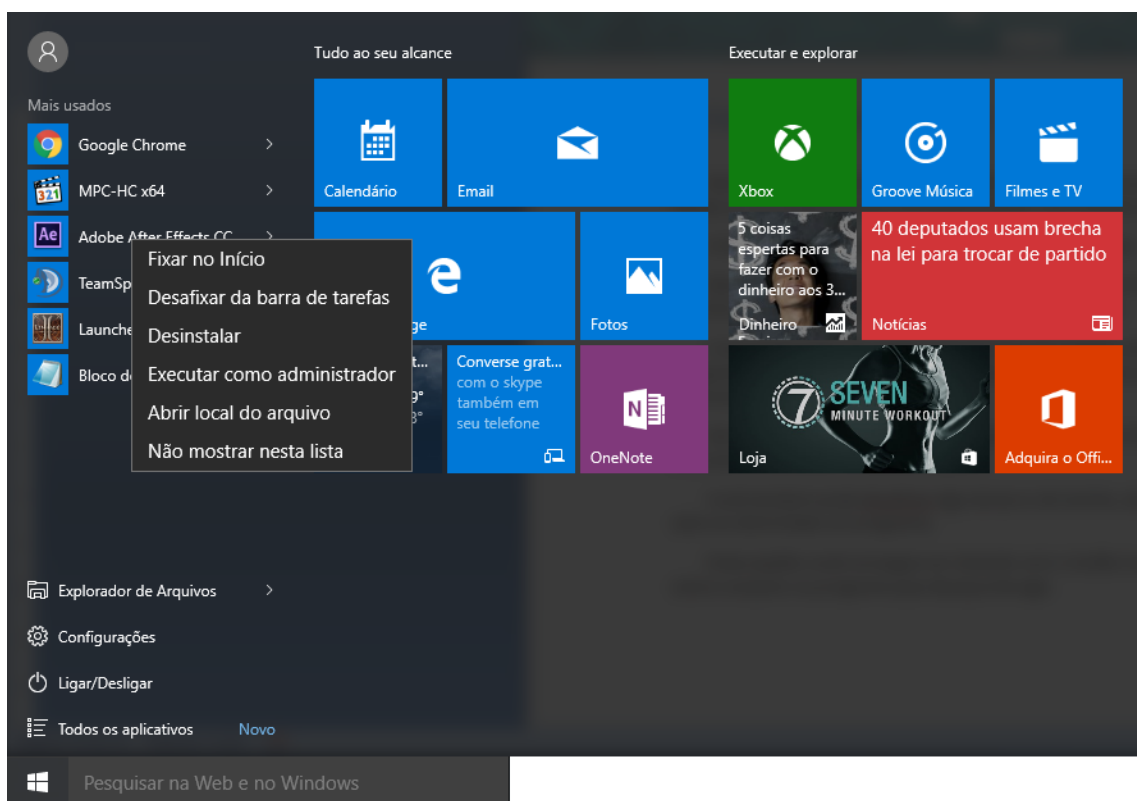 Tudo ao seu alcance
Executar e explorar
Mais usados
Google Chrome
MPC-HC x64
Adobe After Effects CC
TeamSp
Launche
Bloco d
Fixar no Início
Desafixar da barra de tarefas
Desinstalar
Executar como administrador
Abrir local do arquivo
Não mostrar nesta lista
Calendário
Email
ge
Fotos
Converse grat...
com o skype
também em
seu telefone
OneNote
Xbox
Groove Música
Filmes e TV
5 coisas
espertas para
fazer com o
dinheiro aos 3...
Dinheiro
40 deputados usam brecha
na lei para trocar de partido
Notícias
7 SEVEN
MINUTE WORKOUT
Loja
Adquira o Offi...
Explorador de Arquivos
Configurações
Ligar/Desligar
Todos os aplicativos Novo
Pesquisar na Web e no Windows